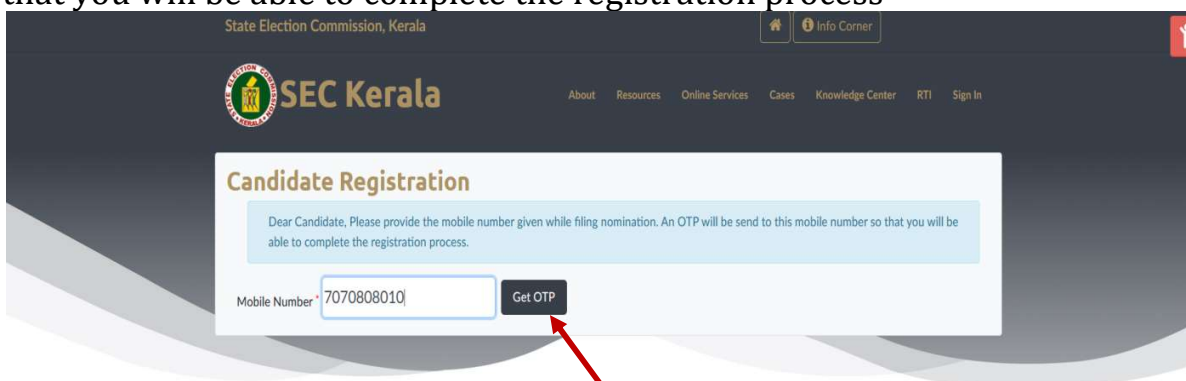 that you will be able to complete the registration process
State Election Commission, Kerala
Info Corner
SEC Kerala
About Resources Online Services Cases Knowledge Center RTI Sign In
Candidate Registration
Dear Candidate, Please provide the mobile number given while filing nomination. An OTP will be send to this mobile number so that you will be
able to complete the registration process.
Mobile Number * 7070808010 Get OTP